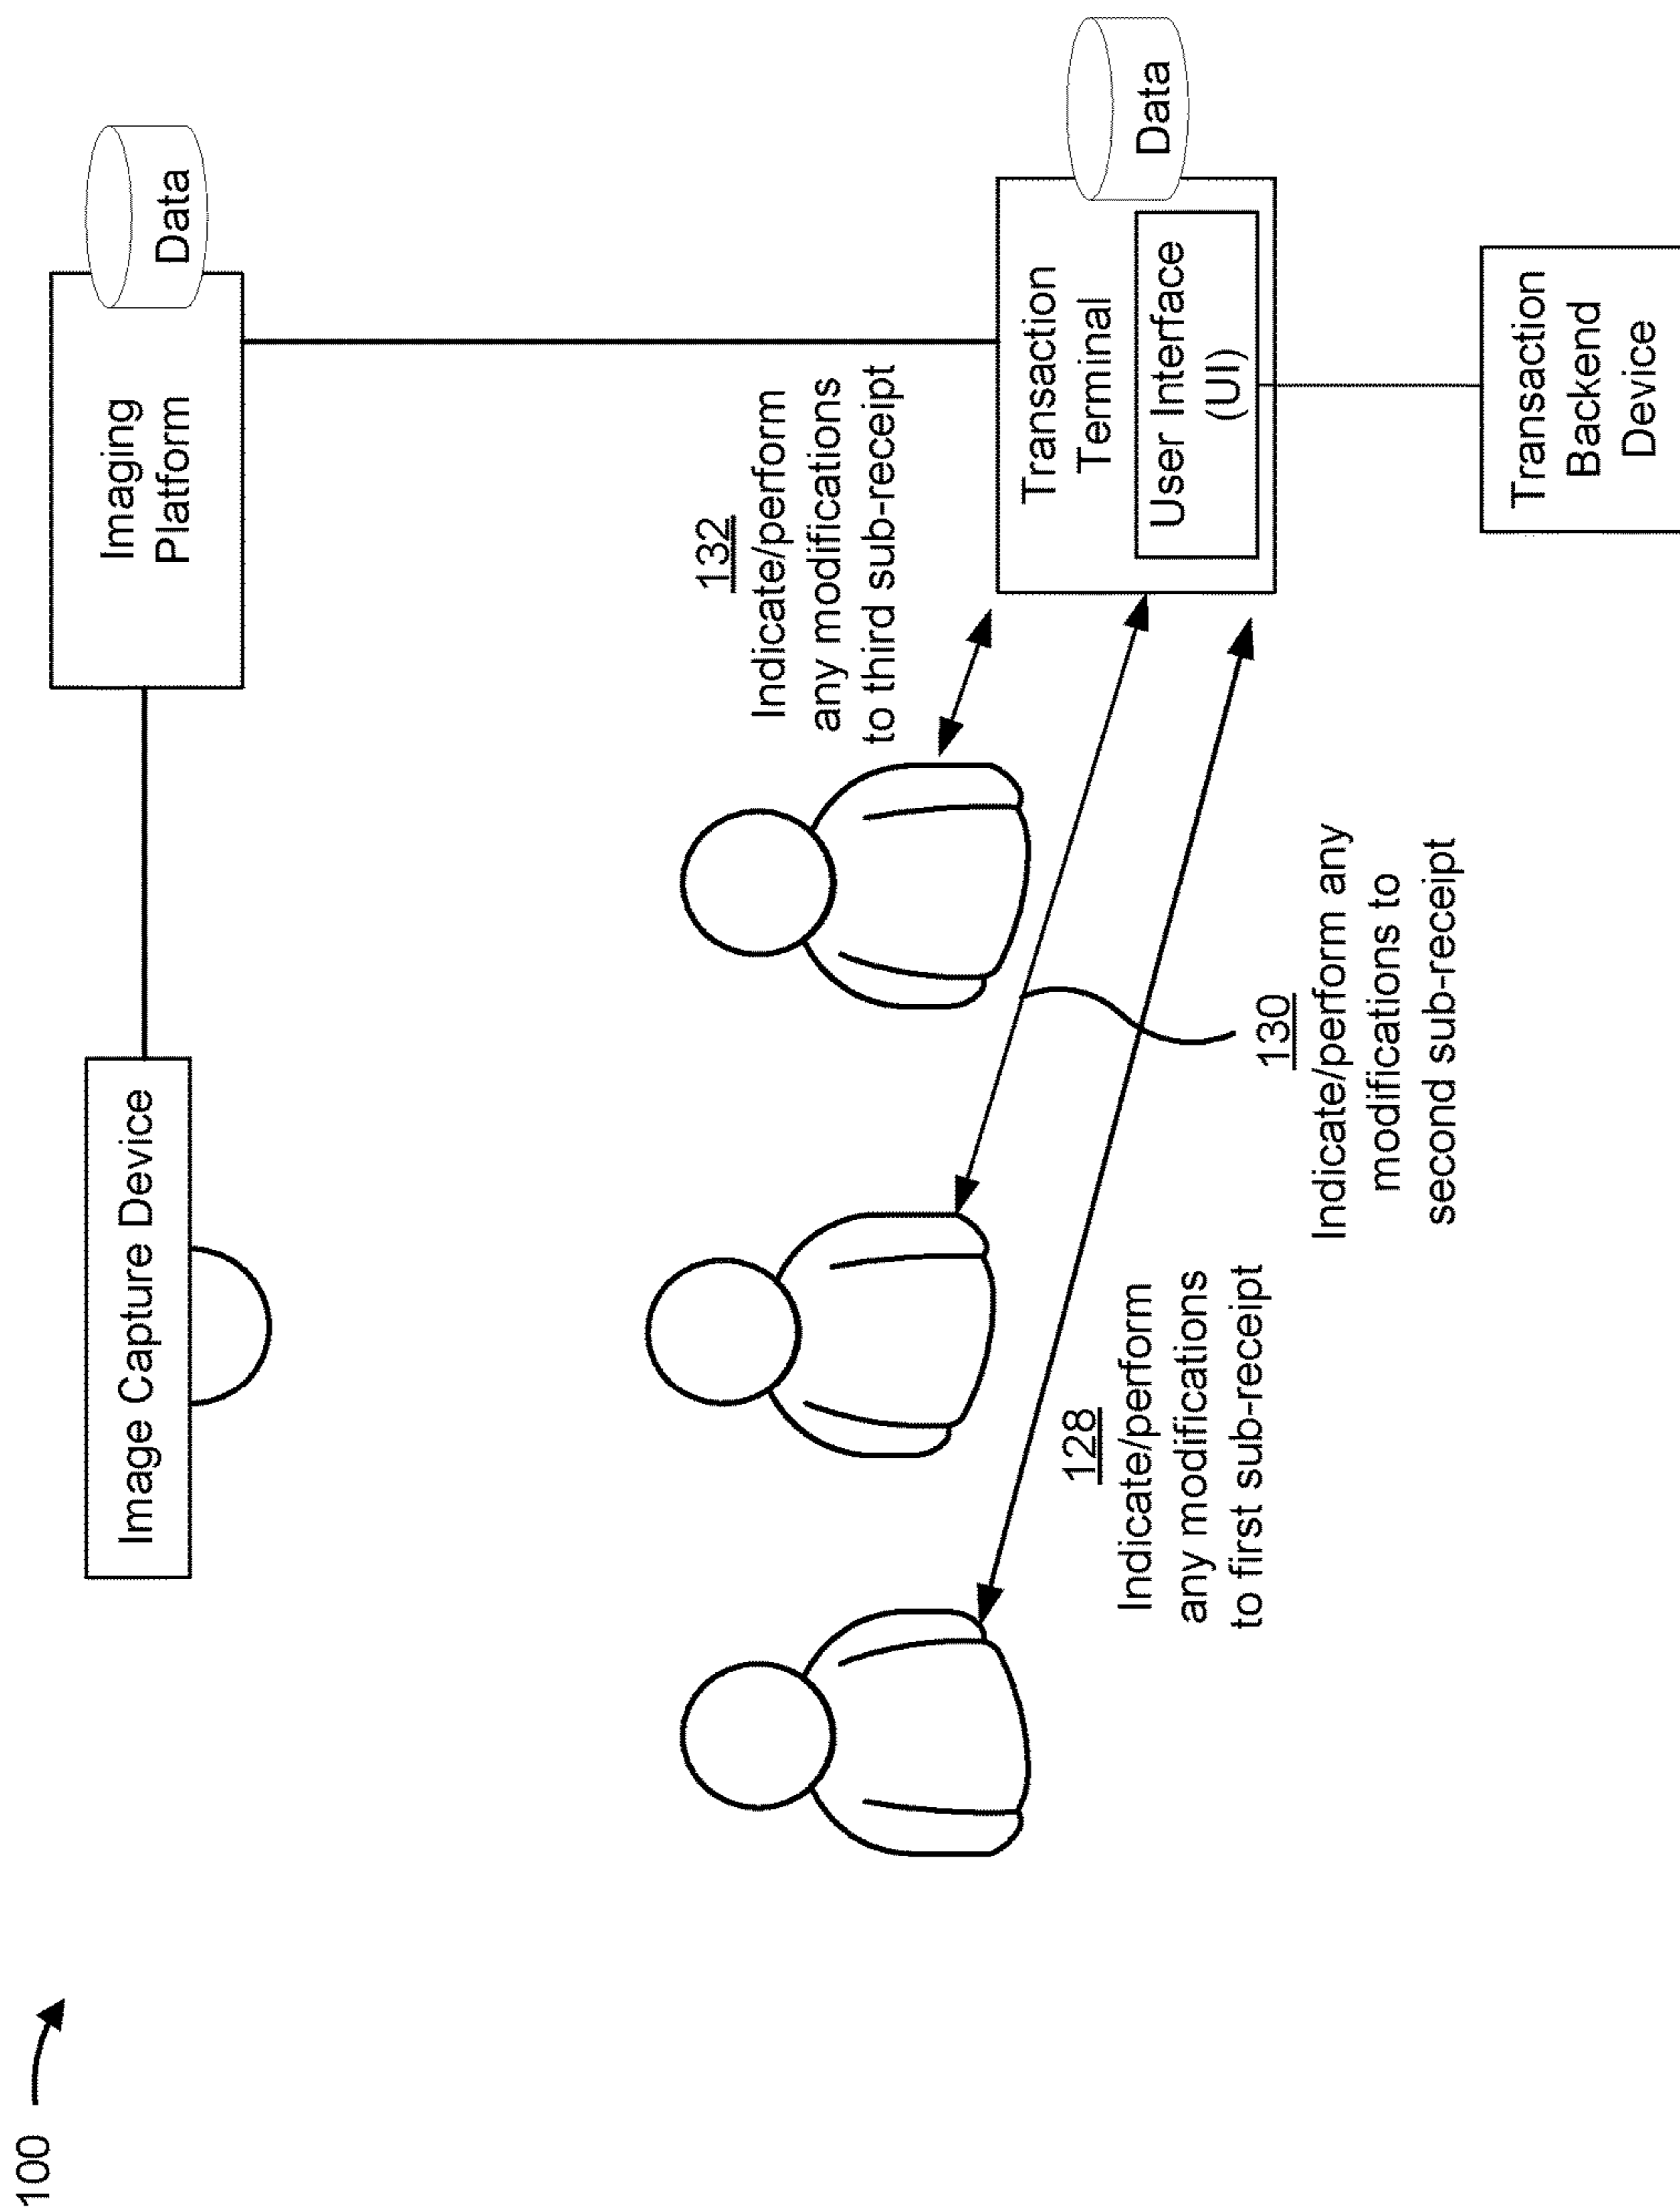 100
Image Capture Device
Imaging
Platform
Data
132
Indicate/perform
any modifications
to third sub-receipt
128
Indicate/perform
any modifications
to first sub-receipt
130
Indicate/perform any
modifications to
second sub-receipt
Transaction
Terminal
User Interface
(UI)
Data
Transaction
Backend
Device